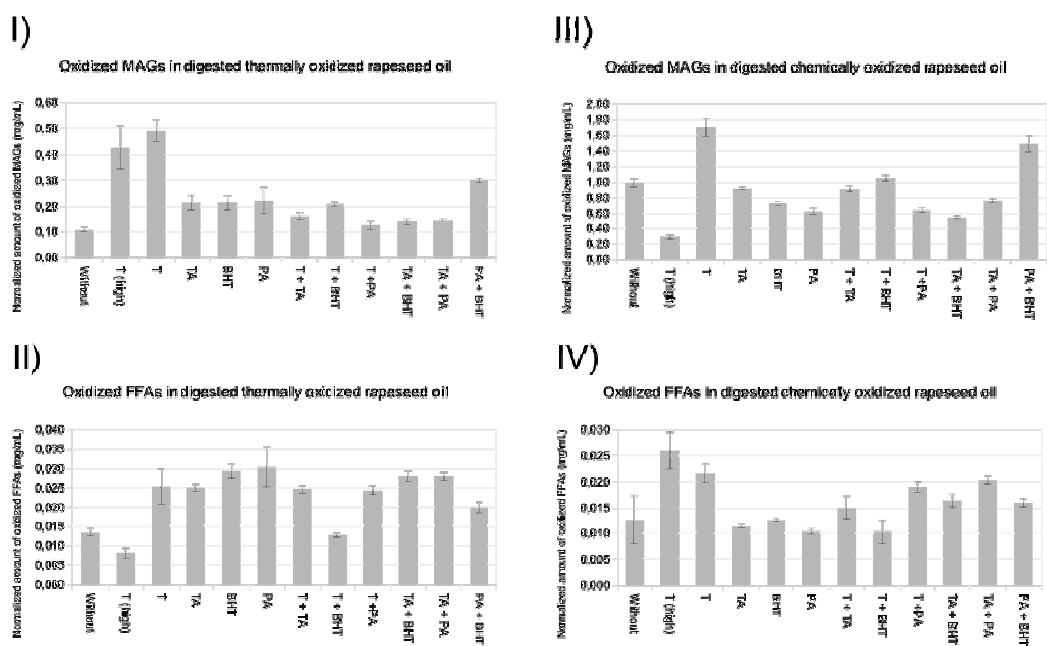 I)
Oxidized MAGs in digested thermally oxidized rapeseed oil
Normalized amount of oxidized MAGs (mg/mL)
0,60
0,50
0,40
0,30
0,20
0,10
0,00
Without
T (high)
T
TA
BHT
PA
T + TA
T + BHT
T +PA
TA + BHT
TA + PA
PA + BHT
III)
Oxidized MAGs in digested chemically oxidized rapeseed oil
Normalized amount of oxidized MAGs (mg/mL)
2,00
1,80
1,60
1,40
1,20
1,00
0,80
0,60
0,40
0,20
0,00
Without
T (high)
T
TA
BHT
PA
T + TA
T + BHT
T +PA
TA + BHT
TA + PA
PA + BHT
II)
Oxidized FFAs in digested thermally oxidized rapeseed oil
Normalized amount of oxidized FFAs (mg/mL)
0,040
0,035
0,030
0,025
0,020
0,015
0,010
0,005
0,000
Without
T (high)
T
TA
BHT
PA
T + TA
T + BHT
T +PA
TA + BHT
TA + PA
PA + BHT
IV)
Oxidized FFAs in digested chemically oxidized rapeseed oil
Normalized amount of oxidized FFAs (mg/mL)
0,030
0,025
0,020
0,015
0,010
0,005
0,000
Without
T (high)
T
TA
BHT
PA
T + TA
T + BHT
T +PA
TA + BHT
TA + PA
PA + BHT